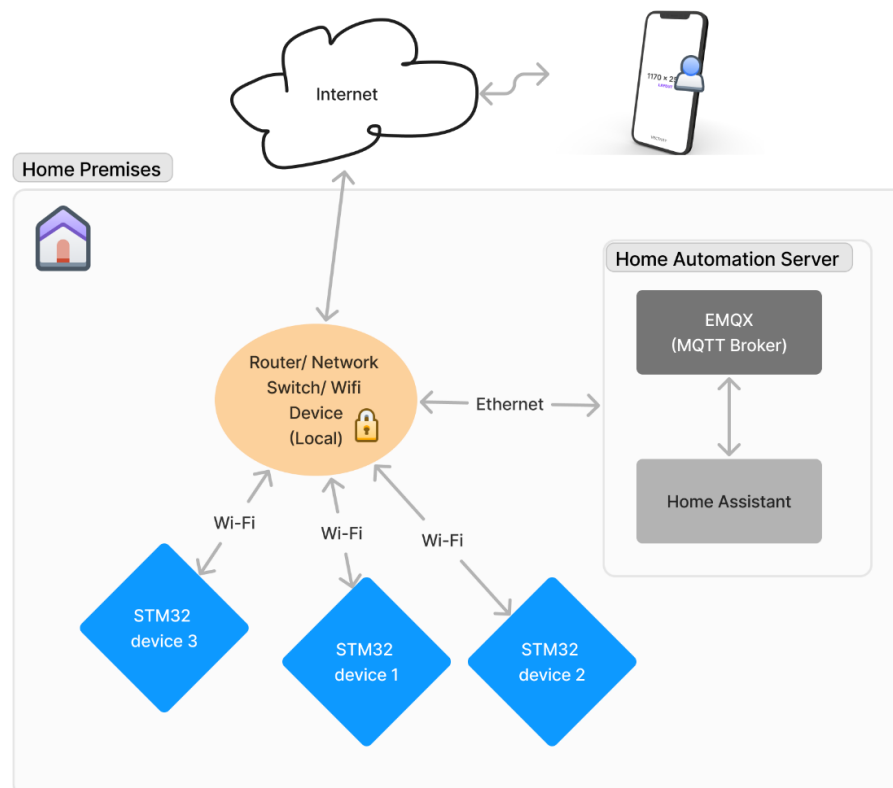 Internet
Home Premises
Home Automation Server
EMQX
(MQTT Broker)
Router/ Network
Switch/ Wifi
Device
(Local)
Ethernet
Home Assistant
Wi-Fi
Wi-Fi
Wi-Fi
STM32
device 3
STM32
device 1
STM32
device 2